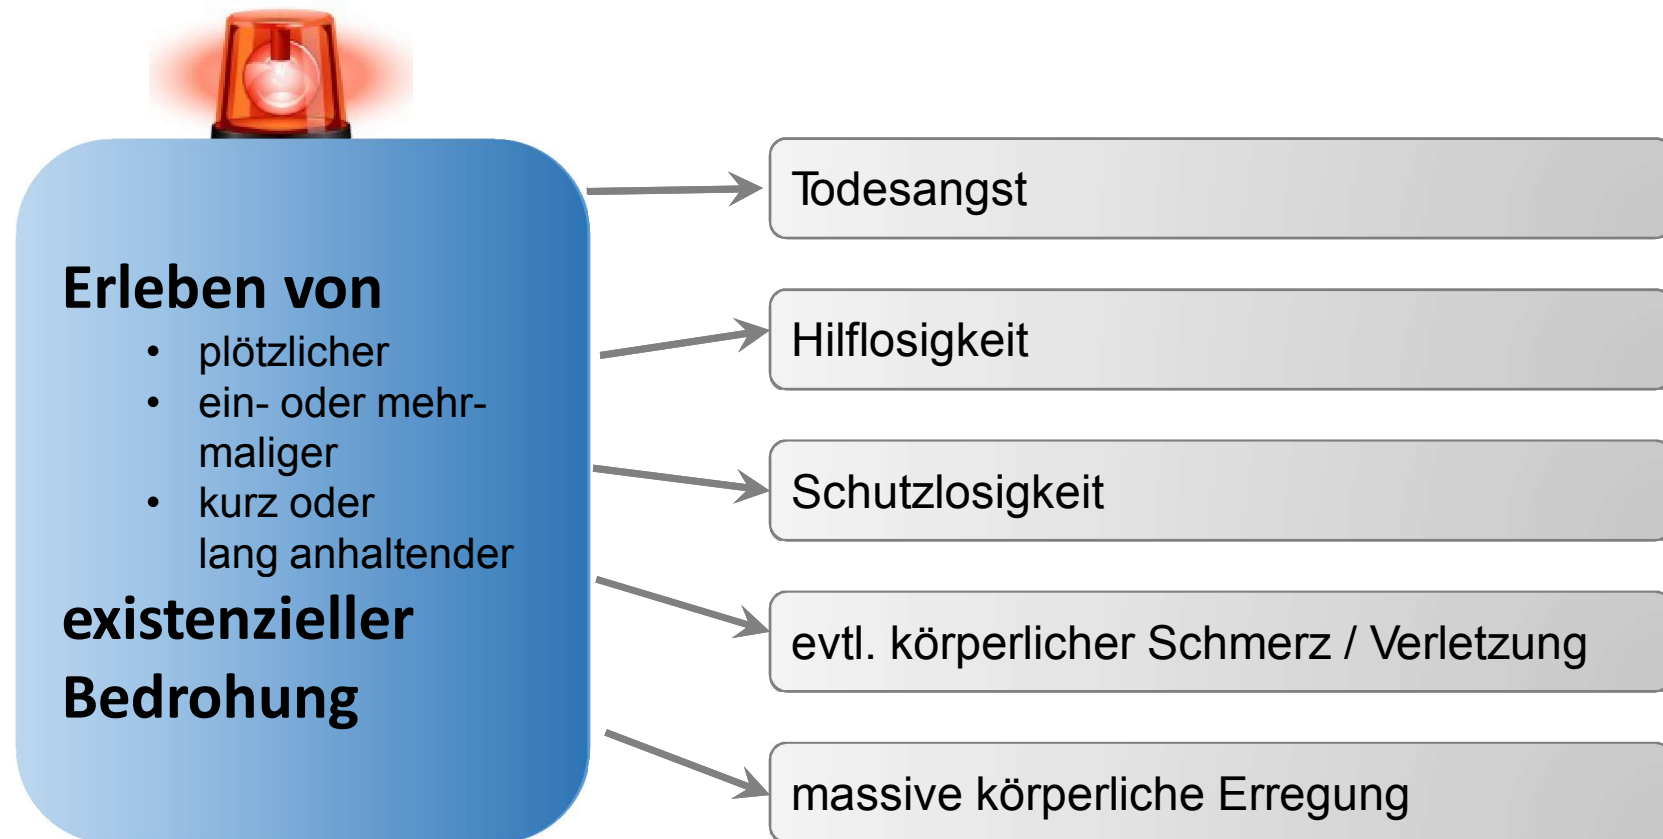 Erleben von
• plötzlicher
• ein- oder mehr-
maliger
• kurz oder
lang anhaltender
existenzieller
Bedrohung
Todesangst
Hilflosigkeit
Schutzlosigkeit
evtl. körperlicher Schmerz / Verletzung
massive körperliche Erregung